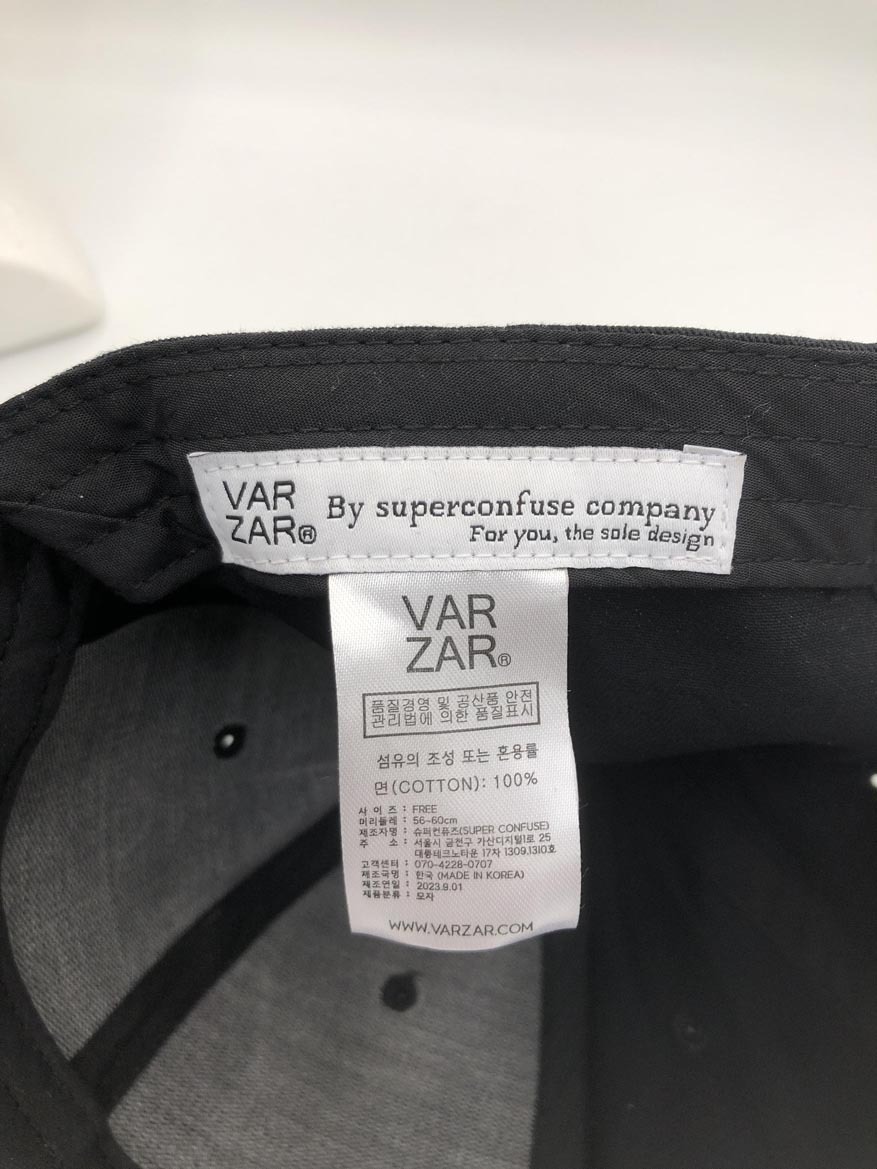 VAR
ZAR®
By superconfuse company
For you, the sole design
VAR
ZAR®
품질경영 및 공산품 안전
관리법에 의한 품질표시
섬유의 조성 또는 혼용률
면(COTTON): 100%
사 이 즈 : FREE
머리둘레 : 56~60cm
제조자명 : 슈퍼컨퓨즈(SUPER CONFUSE)
주 소 : 서울시 금천구 가산디지털1로 25
대륭테크노타운 17차 1309,1310호
고객센터 : 070-4228-0707
제조국명 : 한국 (MADE IN KOREA)
제조연일 : 2023.9.01
제품분류 : 모자
WWW.VARZAR.COM